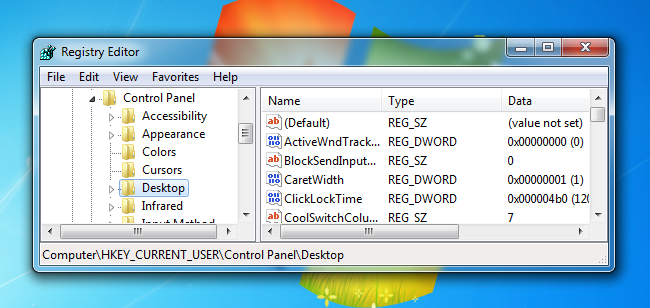 Registry Editor
File Edit View Favorites Help
Control Panel
Accessibility
Appearance
Colors
Cursors
Desktop
Infrared
Name Type Data
(Default) REG_SZ (value not set)
ActiveWndTrack... REG_DWORD 0x00000000 (0)
BlockSendInput... REG_SZ 0
CaretWidth REG_DWORD 0x00000001 (1)
ClickLockTime REG_DWORD 0x000004b0 (120
CoolSwitchColu... REG_SZ 7
Computer\HKEY_CURRENT_USER\Control Panel\Desktop